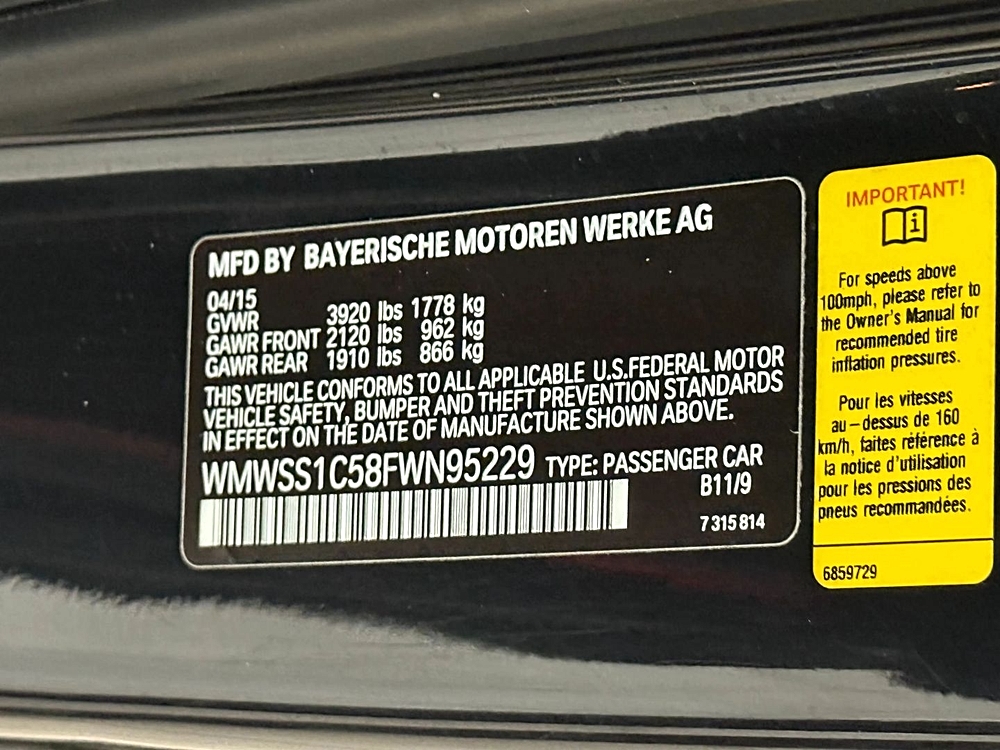 MFD BY BAYERISCHE MOTOREN WERKE AG
04/15
GVWR 3920 lbs 1778 kg
GAWR FRONT 2120 lbs 962 kg
GAWR REAR 1910 lbs 866 kg
THIS VEHICLE CONFORMS TO ALL APPLICABLE U.S.FEDERAL MOTOR
VEHICLE SAFETY, BUMPER AND THEFT PREVENTION STANDARDS
IN EFFECT ON THE DATE OF MANUFACTURE SHOWN ABOVE.
WMWSS1C58FWN95229 TYPE: PASSENGER CAR
B11/9
7 315 814
IMPORTANT!
i
For speeds above
100mph, please refer to
the Owner's Manual for
recommended tire
inflation pressures.
Pour les vitesses
au-dessus de 160
km/h, faites référence à
la notice d'utilisation
pour les pressions des
pneus recommandées.
6859729